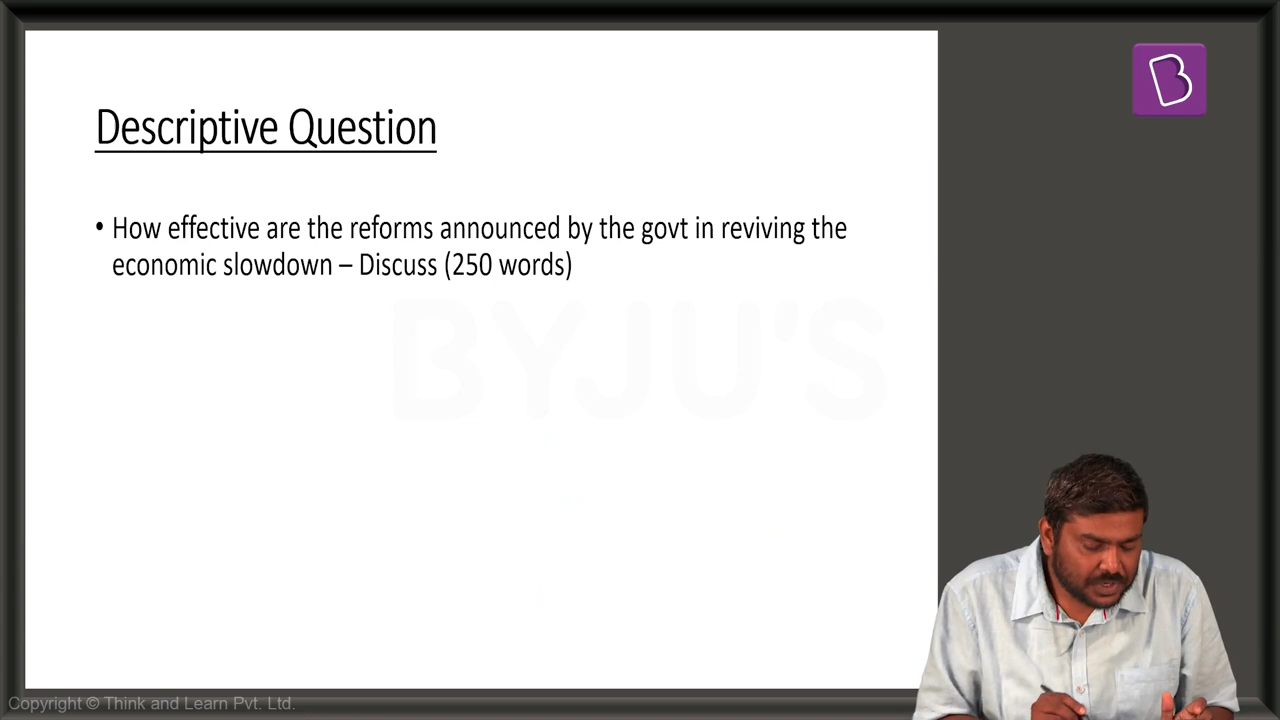 Descriptive Question
• How effective are the reforms announced by the govt in reviving the
economic slowdown – Discuss (250 words)
BYJU'S
Copyright © Think and Learn Pvt. Ltd.